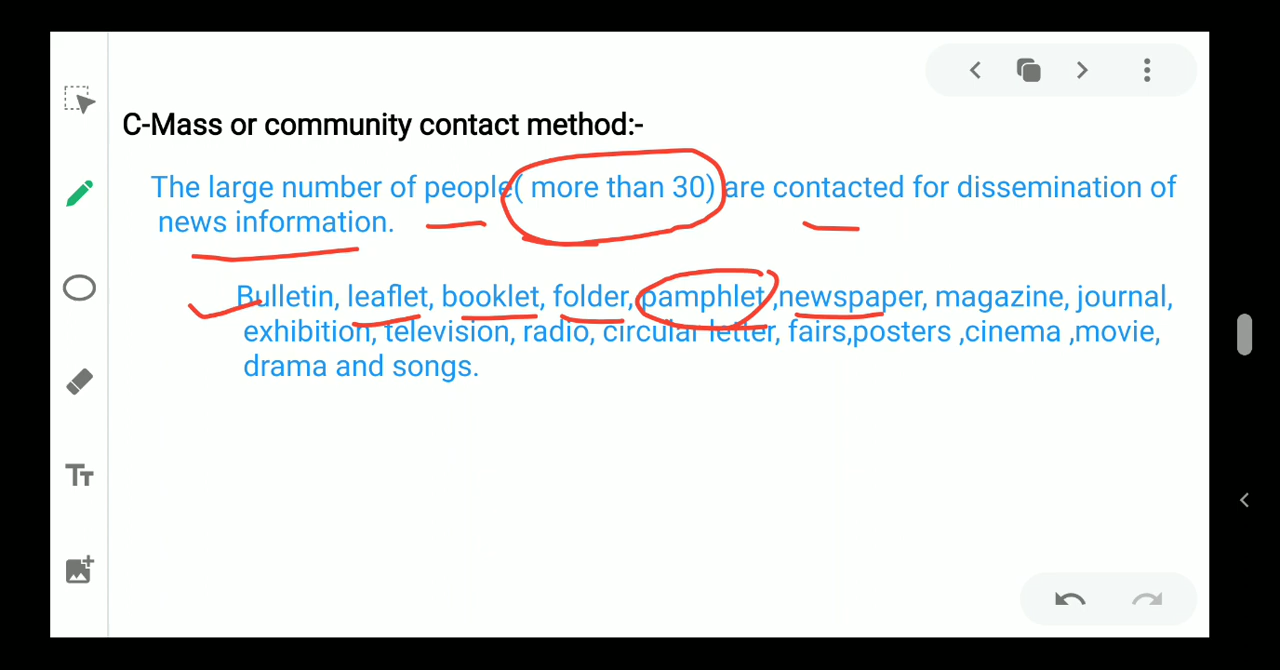 C-Mass or community contact method:-
The large number of people( more than 30) are contacted for dissemination of
news information.
Bulletin, leaflet, booklet, folder, pamphlet ,newspaper, magazine, journal,
exhibition, television, radio, circular letter, fairs,posters ,cinema ,movie,
drama and songs.
Tт